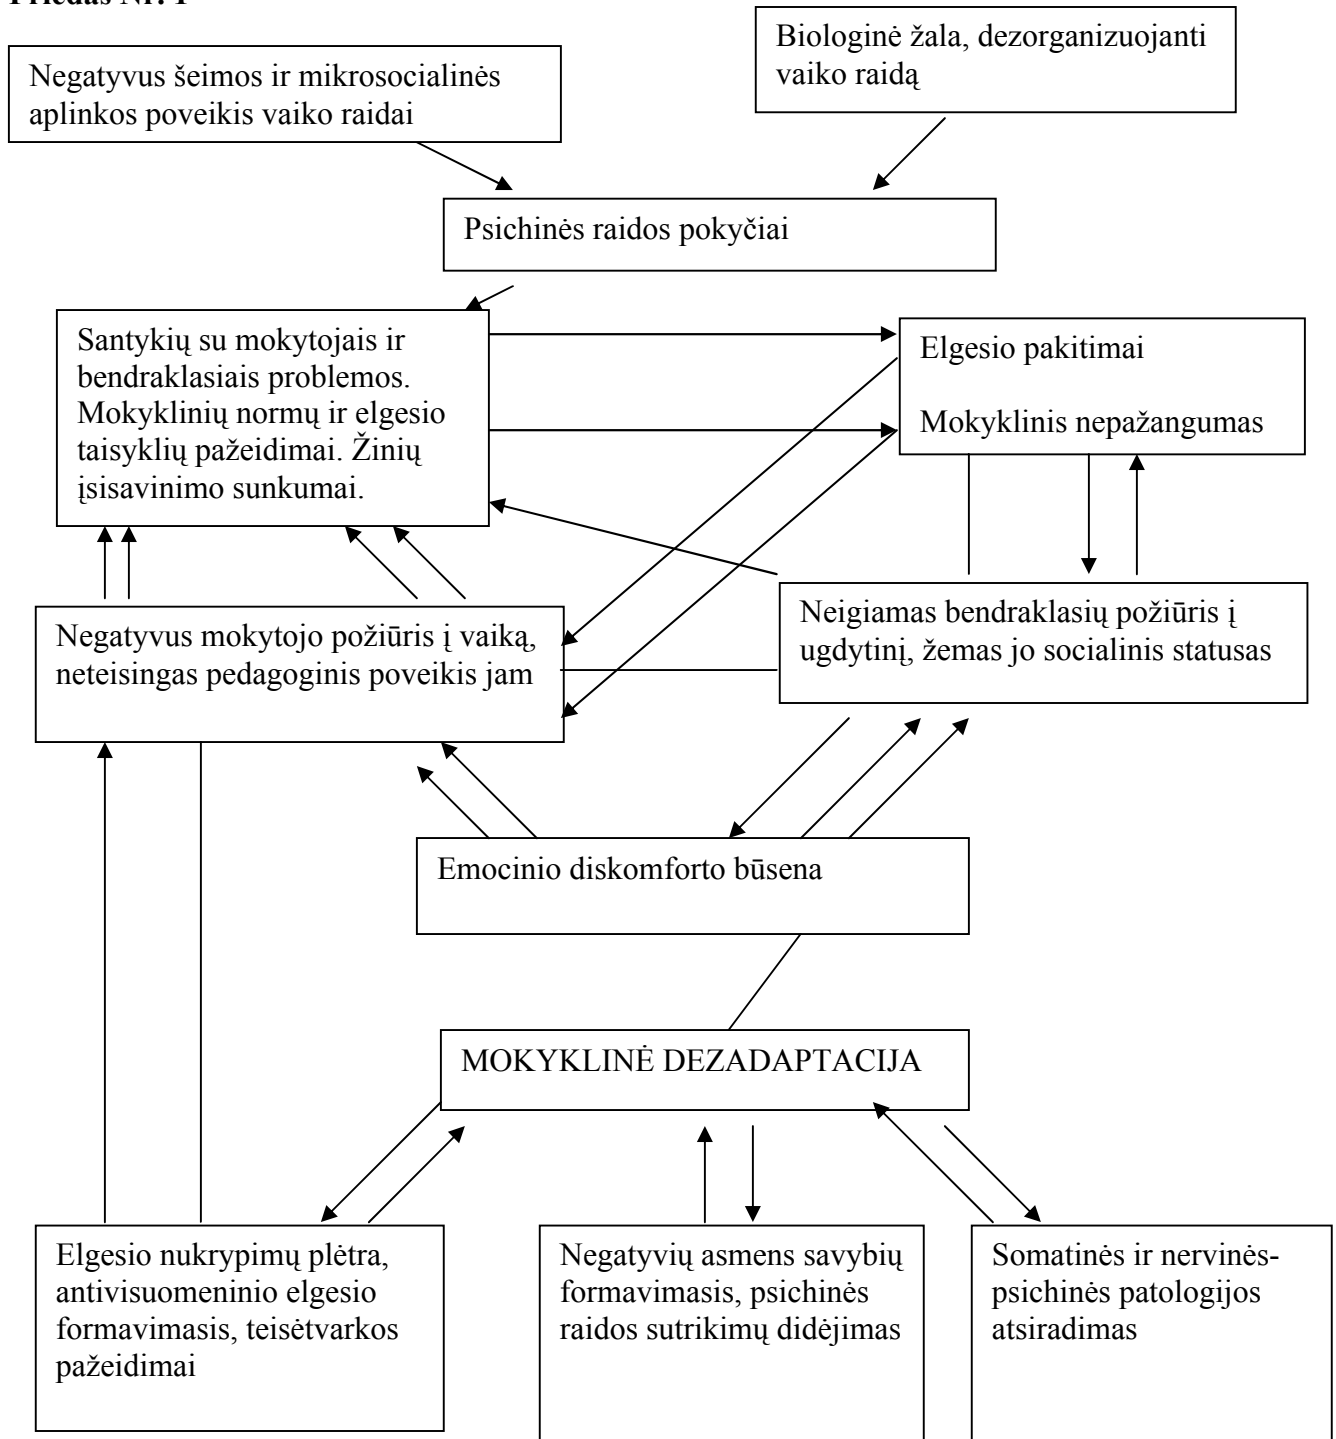 Priedas Nr. 1
Biologinė žala, dezorganizuojanti
vaiko raidą
Negatyvus šeimos ir mikrosocialinės
aplinkos poveikis vaiko raidai
Psichinės raidos pokyčiai
Santykių su mokytojais ir
bendraklasiais problemos.
Mokyklinių normų ir elgesio
taisyklių pažeidimai. Žinių
įsisavinimo sunkumai.
Elgesio pakitimai
Mokyklinis nepažangumas
Negatyvus mokytojo požiūris į vaiką,
neteisingas pedagoginis poveikis jam
Neigiamas bendraklasių požiūris į
ugdytinį, žemas jo socialinis statusas
Emocinio diskomforto būsena
MOKYKLINĖ DEZADAPTACIJA
Elgesio nukrypimų plėtra,
antivisuomeninio elgesio
formavimasis, teisėtvarkos
pažeidimai
Negatyvių asmens savybių
formavimasis, psichinės
raidos sutrikimų didėjimas
Somatinės ir nervinės-
psichinės patologijos
atsiradimas